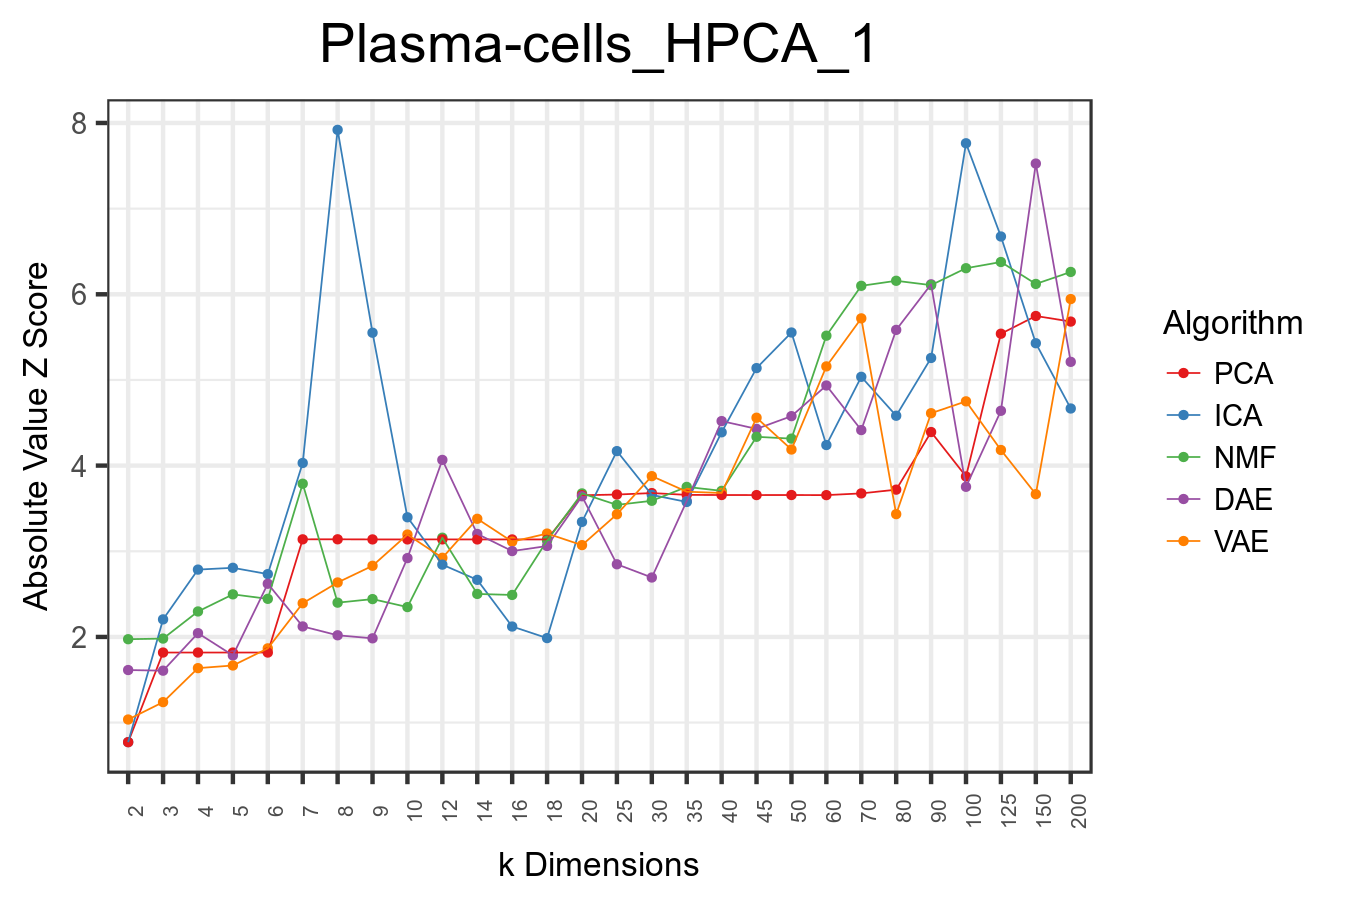 Plasma-cells_HPCA_1
Absolute Value Z Score
8
6
4
2
2 3 4 5 6 7 8 9 10 12 14 16 18 20 25 30 35 40 45 50 60 70 80 90 100 125 150 200
k Dimensions
Algorithm
PCA
ICA
NMF
DAE
VAE